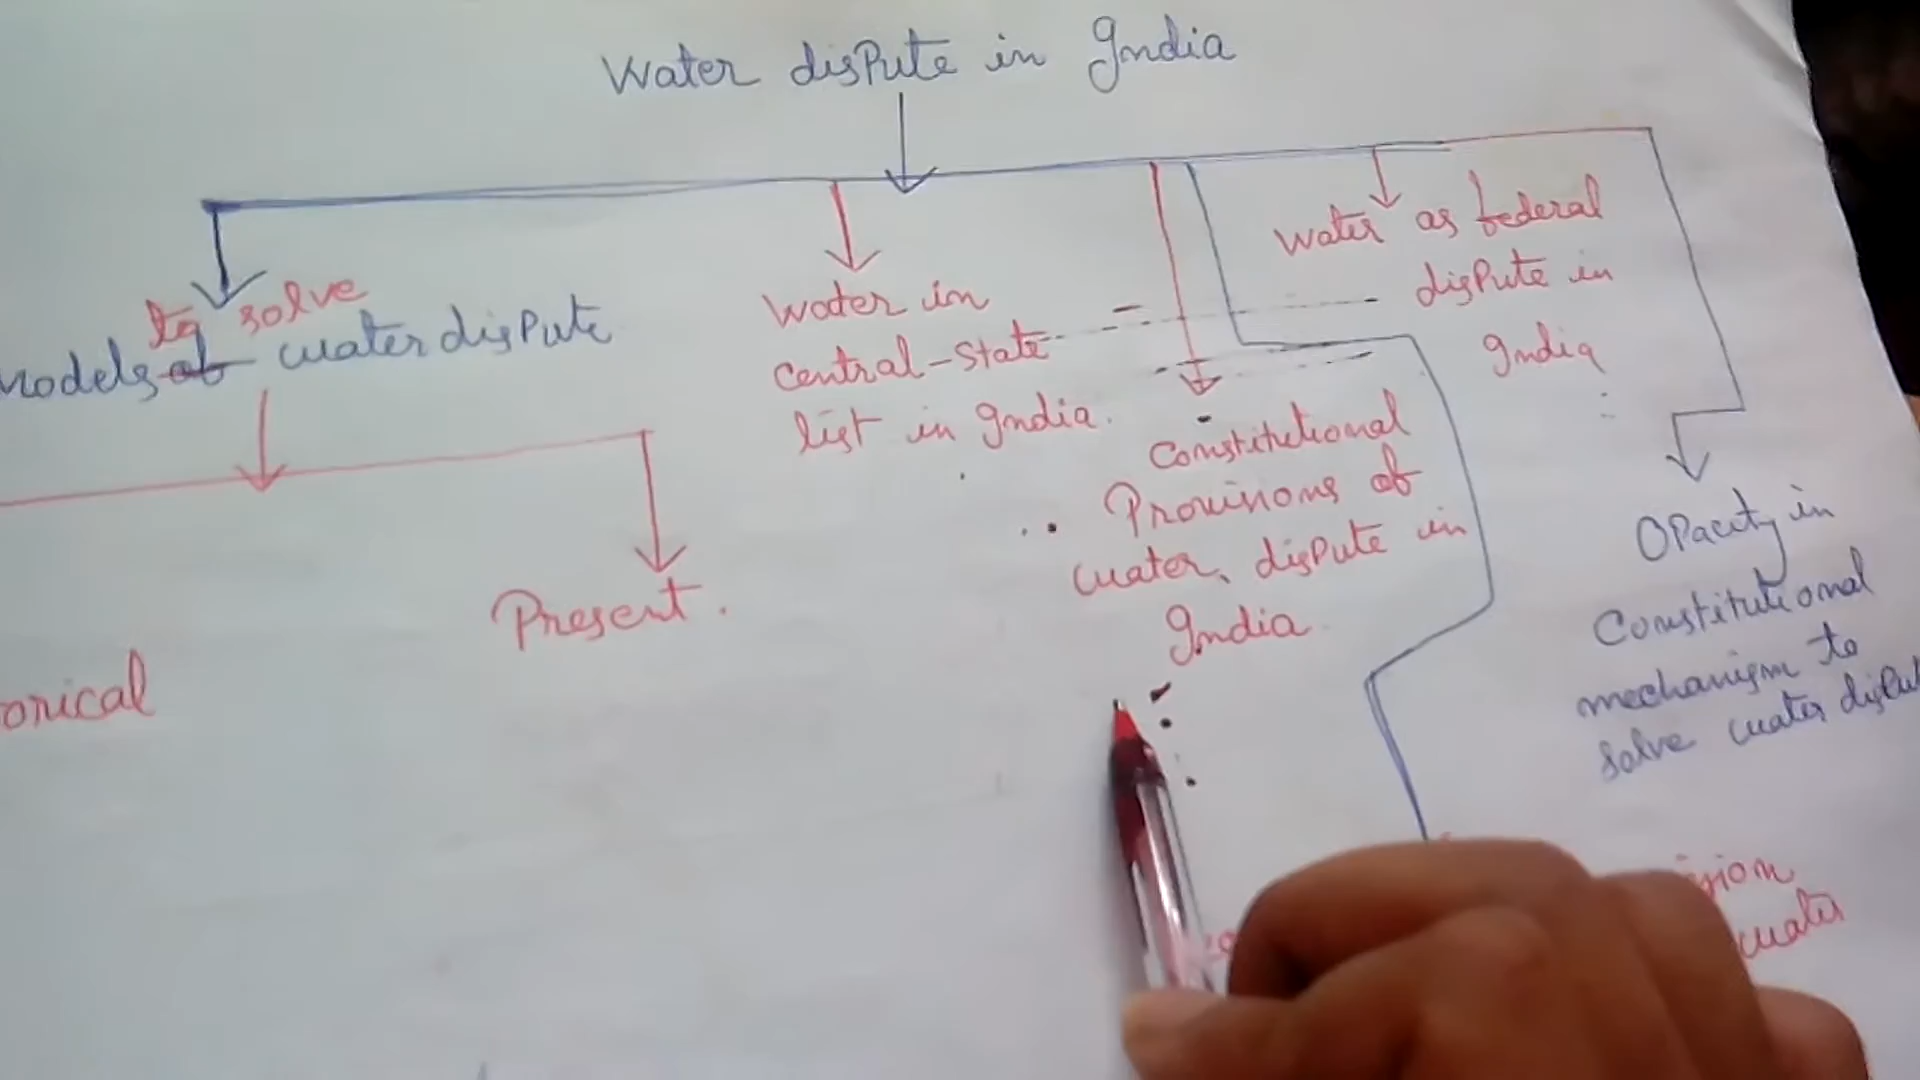 Water dispute in India
to solve
Models of water dispute
Present.
orical
Water in
central-state
list in India.
Constitutional
Provisions of
water dispute in
India
Water as federal
dispute in
India
Opacity in
Constitutional
mechanism to
solve water disput
water